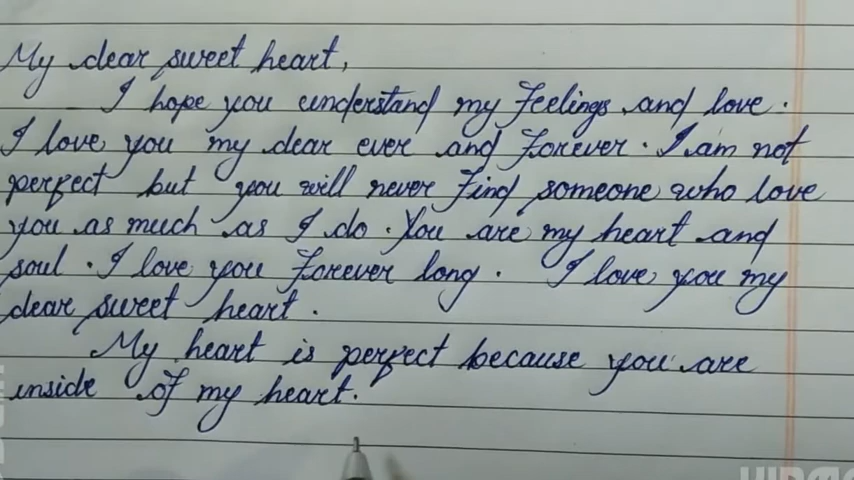 My dear sweet heart,
I hope you understand my feelings and love.
I love you my dear ever and forever. I am not
perfect but you will never find someone who love
you as much as I do. You are my heart and
soul. I love you forever long. I love you my
dear sweet heart.
My heart is perfect because you are
inside of my heart.